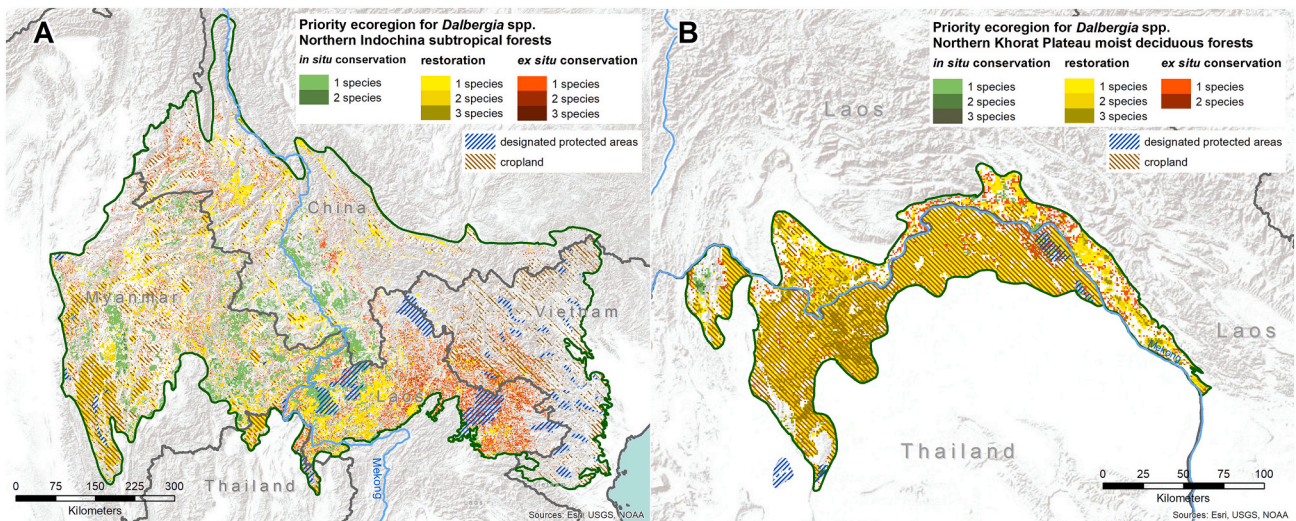 A
Priority ecoregion for Dalbergia spp.
Northern Indochina subtropical forests
in situ conservation restoration ex situ conservation
1 species 1 species 1 species
2 species 2 species 2 species
3 species 3 species
designated protected areas
cropland
China
Myanmar
Vietnam
Laos
Thailand
Mekong
0 45 90 180 270 300
Kilometers
Sources: Esri, USGS, NOAA
B
Priority ecoregion for Dalbergia spp.
Northern Khorat Plateau moist deciduous forests
in situ conservation restoration ex situ conservation
1 species 1 species 1 species
2 species 2 species 2 species
3 species 3 species
designated protected areas
cropland
Laos
Laos
Mekong
Thailand
0 25 50 75 100
Kilometers
Sources: Esri, USGS, NOAA